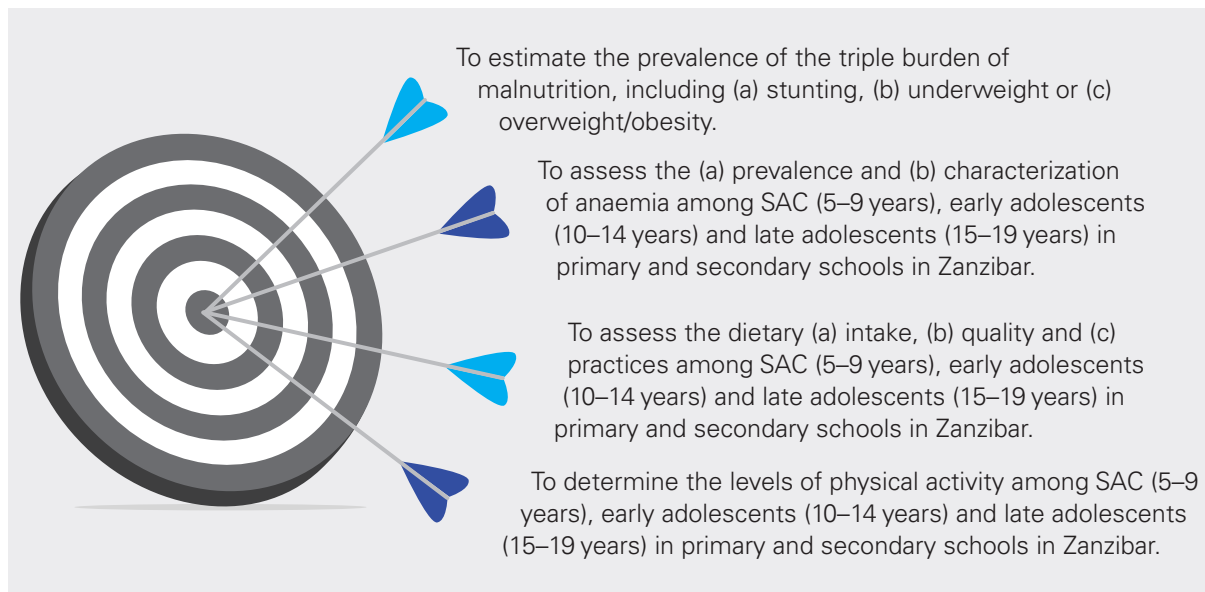 To estimate the prevalence of the triple burden of
malnutrition, including (a) stunting, (b) underweight or (c)
overweight/obesity.
To assess the (a) prevalence and (b) characterization
of anaemia among SAC (5–9 years), early adolescents
(10–14 years) and late adolescents (15–19 years) in
primary and secondary schools in Zanzibar.
To assess the dietary (a) intake, (b) quality and (c)
practices among SAC (5–9 years), early adolescents
(10–14 years) and late adolescents (15–19 years) in
primary and secondary schools in Zanzibar.
To determine the levels of physical activity among SAC (5–9
years), early adolescents (10–14 years) and late adolescents
(15–19 years) in primary and secondary schools in Zanzibar.